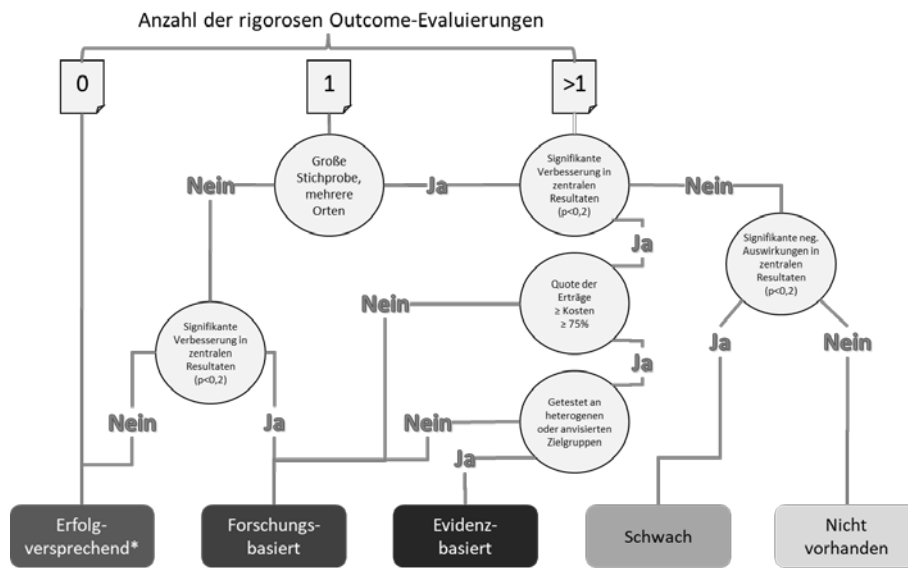 Anzahl der rigorosen Outcome-Evaluierungen
0
1
>1
Große
Stichprobe,
mehrere
Orten
Nein
Ja
Signifikante
Verbesserung in
zentralen
Resultaten
(p<0,2)
Nein
Signifikante neg.
Auswirkungen in
zentralen
Resultaten
(p<0,2)
Ja
Quote der
Erträge
≥ Kosten
≥ 75%
Nein
Signifikante
Verbesserung in
zentralen
Resultaten
(p<0,2)
Ja
Nein
Ja
Getestet an
heterogenen
oder anvisierten
Zielgruppen
Nein
Ja
Nein
Ja
Erfolg-
versprechend*
Forschungs-
basiert
Evidenz-
basiert
Schwach
Nicht
vorhanden